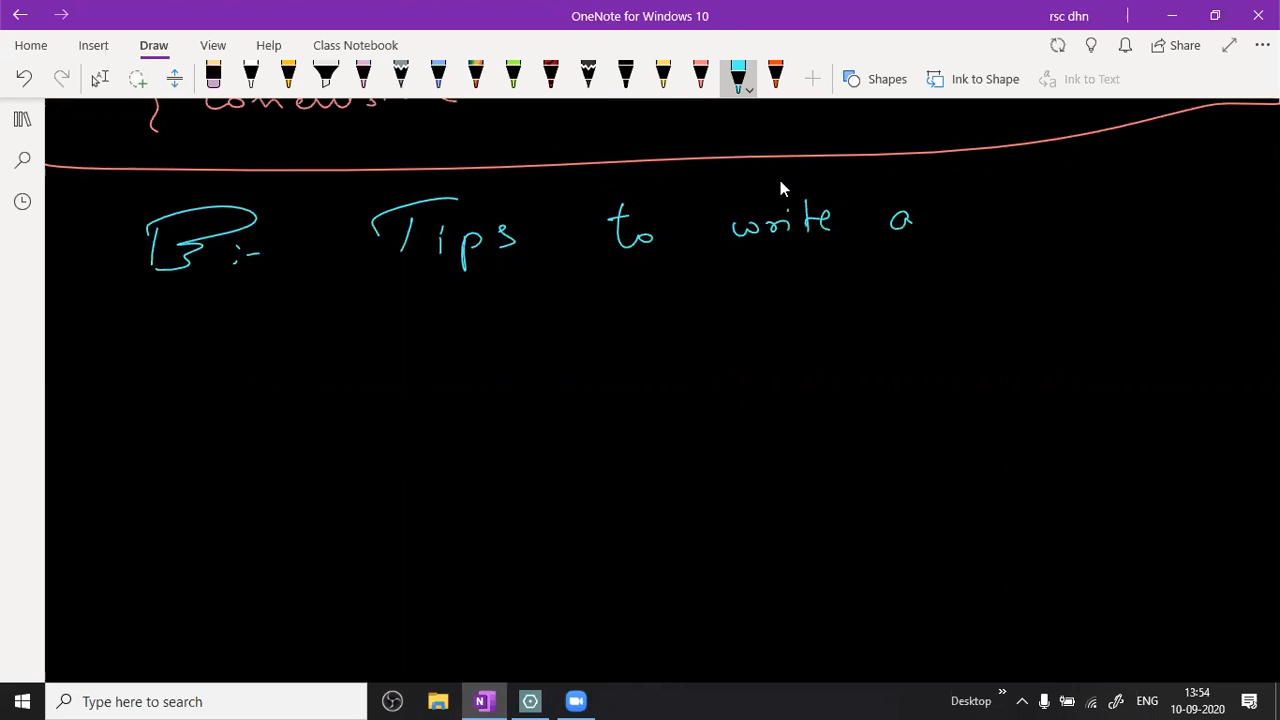 OneNote for Windows 10
rsc dhn
Home Insert Draw View Help Class Notebook
Share
Shapes Ink to Shape Ink to Text
B:- Tips to write a
Type here to search
Desktop
ENG
13:54
10-09-2020